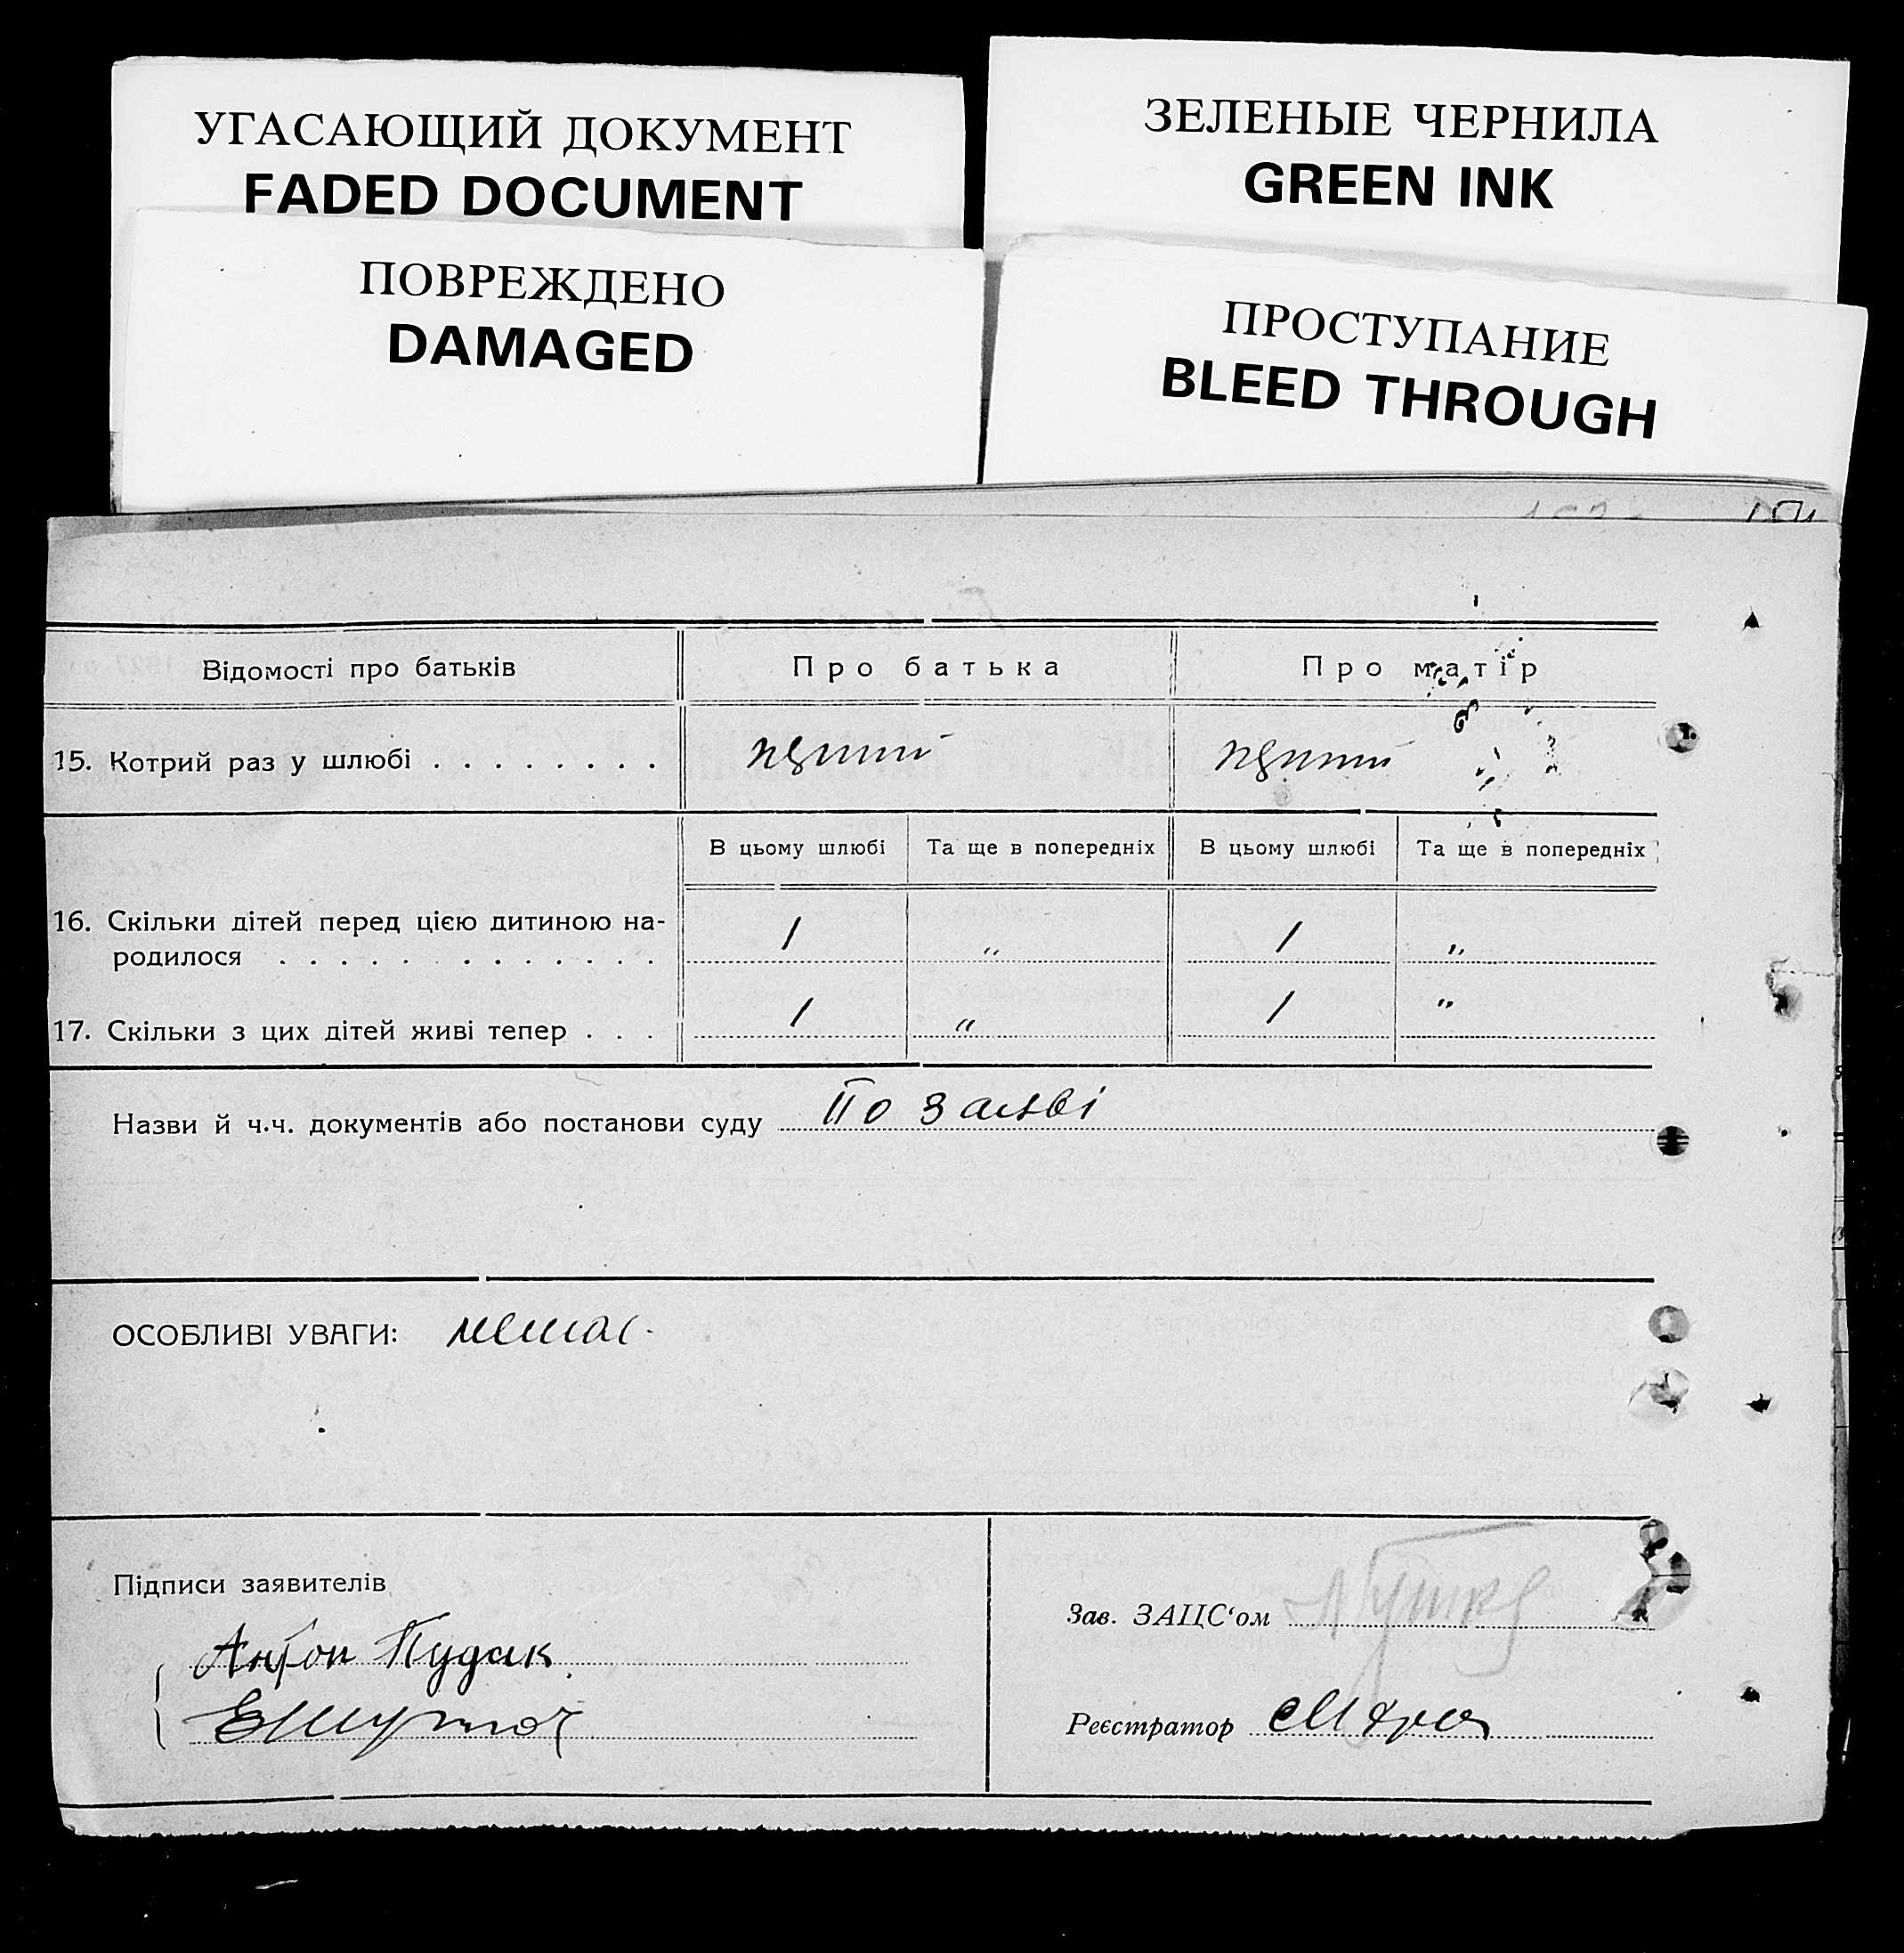 УГАСАЮЩИЙ ДОКУМЕНТ
FADED DOCUMENT
ЗЕЛЕНЫЕ ЧЕРНИЛА
GREEN INK
ПОВРЕЖДЕНО
DAMAGED
ПРОСТУПАНИЕ
BLEED THROUGH
Відомості про батьків Про батька Про матір
15. Котрий раз у шлюбі . . . . . . . .
В цьому шлюбі Та ще в попередніх В цьому шлюбі Та ще в попередніх
16. Скільки дітей перед цією дитиною на-
родилося . . . . . . . . . . . . . 1 " 1 "
17. Скільки з цих дітей живі тепер . . . 1 " 1 "
Назви й ч.ч. документів або постанови суду По заяві
ОСОБЛИВІ УВАГИ: немає.
Підписи заявителів
Антон Пудак
Зав. ЗАЦС‘ом
Реєстратор